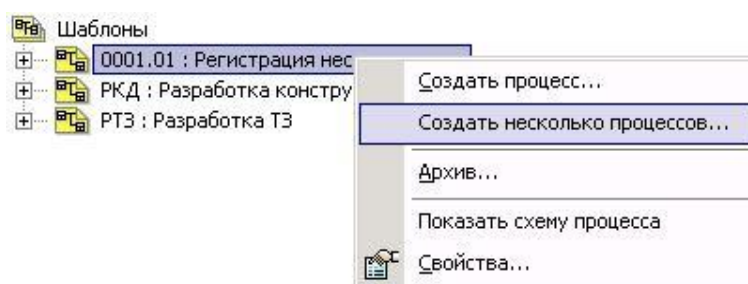 Шаблоны
0001.01 : Регистрация нес
РКД : Разработка констру
РТЗ : Разработка ТЗ
Создать процесс...
Создать несколько процессов...
Архив...
Показать схему процесса
Свойства...